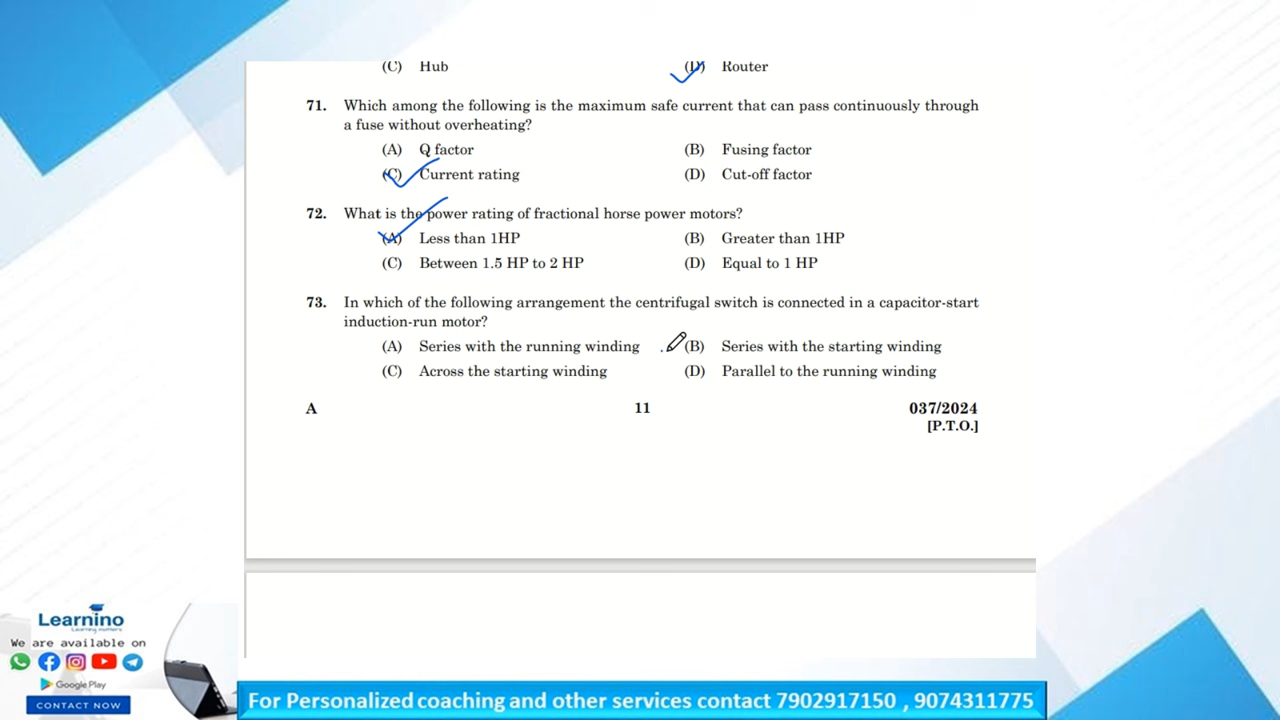 (C) Hub (D) Router
71. Which among the following is the maximum safe current that can pass continuously through
a fuse without overheating?
(A) Q factor (B) Fusing factor
(C) Current rating (D) Cut-off factor
72. What is the power rating of fractional horse power motors?
(A) Less than 1HP (B) Greater than 1HP
(C) Between 1.5 HP to 2 HP (D) Equal to 1 HP
73. In which of the following arrangement the centrifugal switch is connected in a capacitor-start
induction-run motor?
(A) Series with the running winding (B) Series with the starting winding
(C) Across the starting winding (D) Parallel to the running winding
A 11 037/2024
[P.T.O.]
Learnino
Learning matters
We are available on
Google Play
CONTACT NOW
For Personalized coaching and other services contact 7902917150 , 9074311775